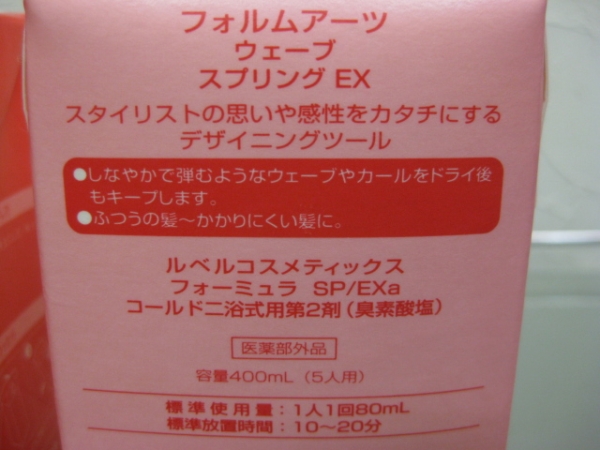 フォルムアーツ
ウェーブ
スプリング EX
スタイリストの思いや感性をカタチにする
デザイニングツール
●しなやかで弾むようなウェーブやカールをドライ後
もキープします。
●ふつうの髪～かかりにくい髪に。
ルベルコスメティックス
フォーミュラ SP/EXa
コールド二浴式用第2剤（臭素酸塩）
医薬部外品
容量400mL（5人用）
標準使用量：1人1回80mL
標準放置時間：10～20分